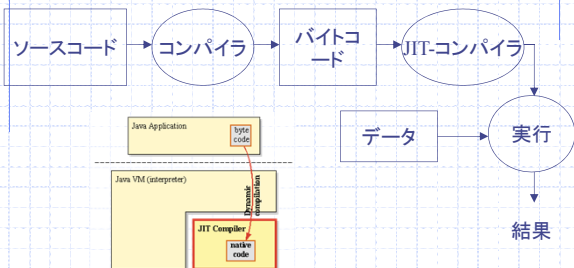 ソースコード
コンパイラ
バイトコ
ード
JIT-コンパイラ
データ
実行
結果
Java Application
byte
code
Java VM (interpreter)
Dynamic
compilation
JIT Compiler
native
code